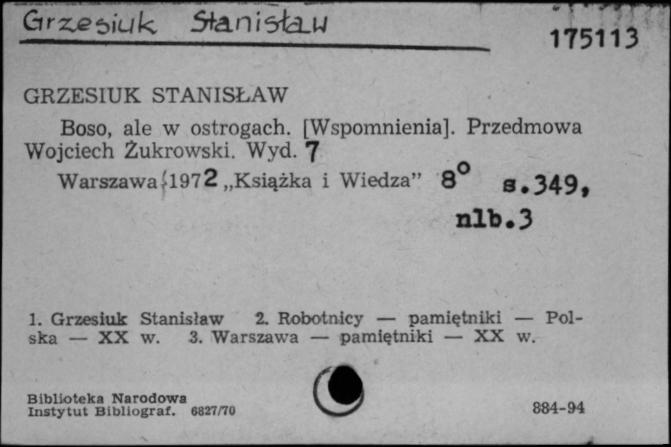 Grzesiuk Stanisław
175113
GRZESIUK STANISŁAW
Boso, ale w ostrogach. [Wspomnienia]. Przedmowa
Wojciech Żukrowski. Wyd. 7
Warszawa 1972 „Książka i Wiedza” 8° s.349,
nlb.3
1. Grzesiuk Stanisław 2. Robotnicy — pamiętniki — Pol-
ska — XX w. 3. Warszawa — pamiętniki — XX w.
Biblioteka Narodowa
Instytut Bibliograf. 6827/70
884-94